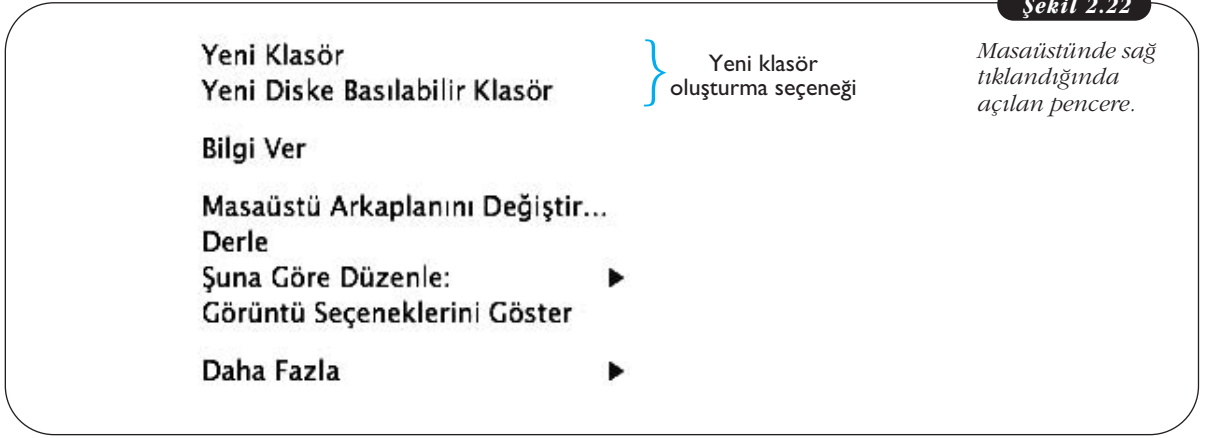 Şekil 2.22
Yeni Klasör
Yeni Diske Basılabilir Klasör
Yeni klasör
oluşturma seçeneği
Masaüstünde sağ
tıklandığında
açılan pencere.
Bilgi Ver
Masaüstü Arkaplanını Değiştir...
Derle
Şuna Göre Düzenle:
Görüntü Seçeneklerini Göster
Daha Fazla